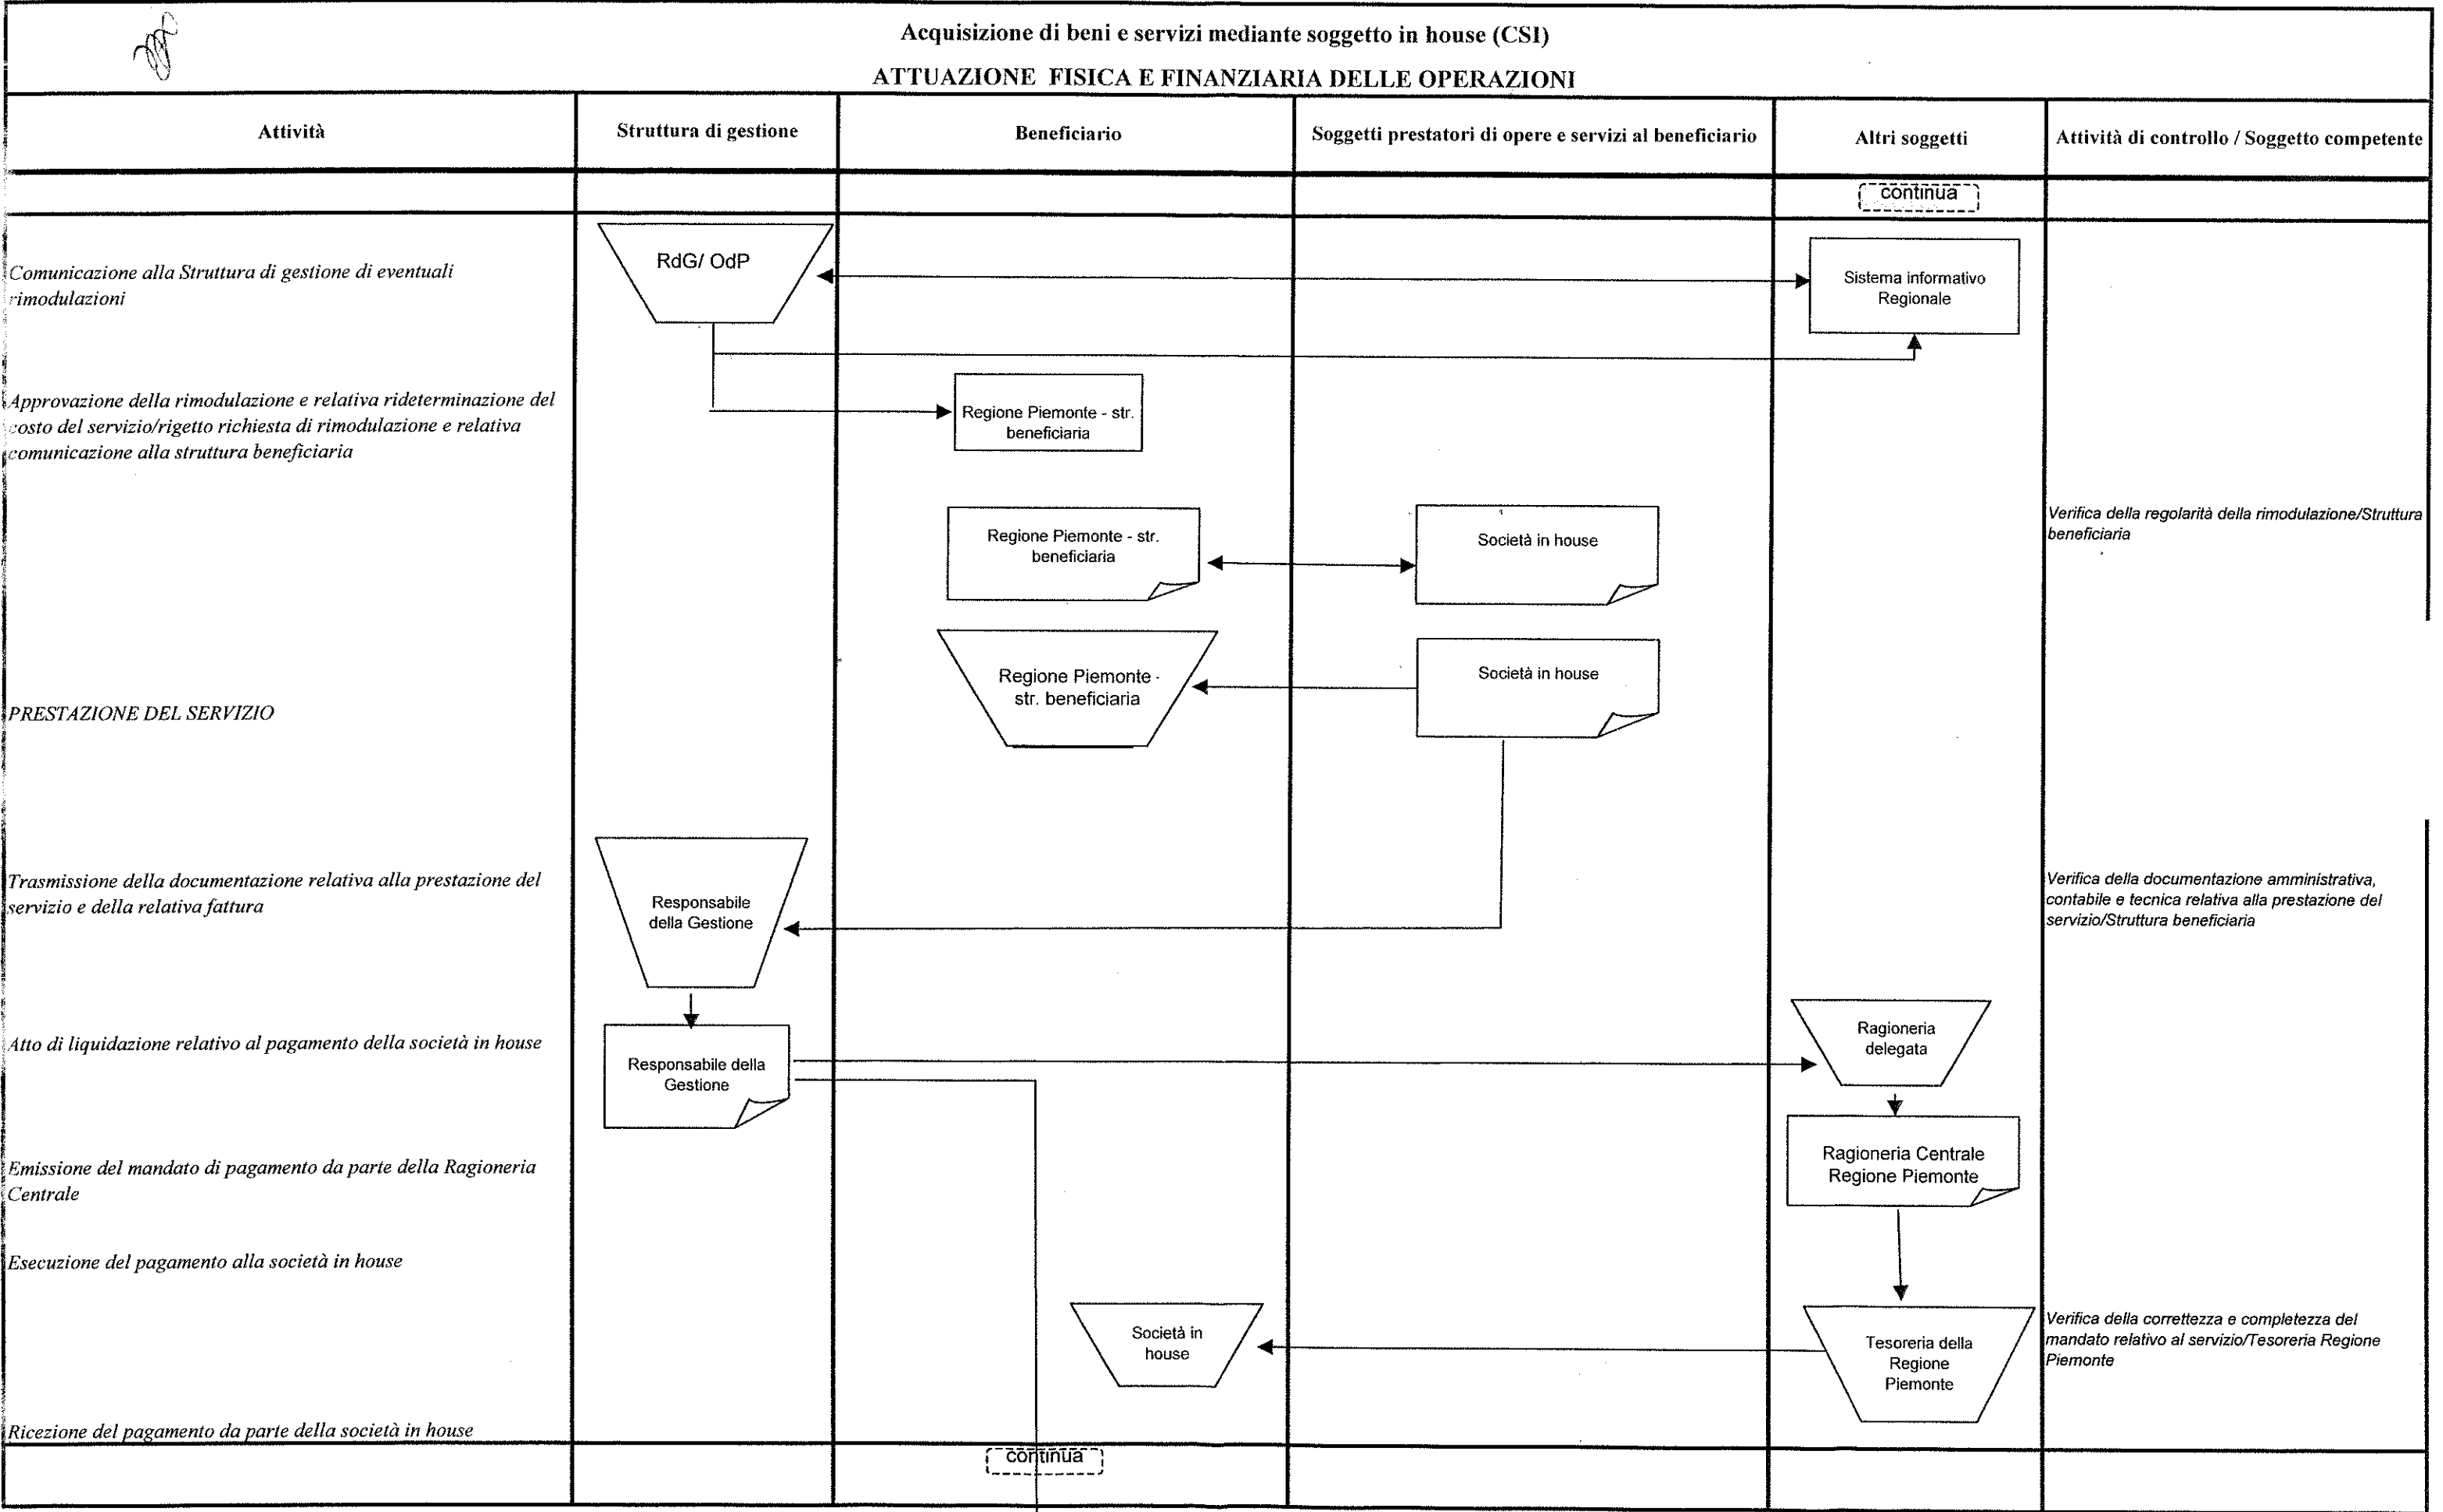 Acquisizione di beni e servizi mediante soggetto in house (CSI)
ATTUAZIONE FISICA E FINANZIARIA DELLE OPERAZIONI
Attività
Struttura di gestione
Beneficiario
Soggetti prestatori di opere e servizi al beneficiario
Altri soggetti
Attività di controllo / Soggetto competente
continua
Comunicazione alla Struttura di gestione di eventuali
rimodulazioni
RdG/ OdP
Sistema informativo
Regionale
Approvazione della rimodulazione e relativa rideterminazione del
costo del servizio/rigetto richiesta di rimodulazione e relativa
comunicazione alla struttura beneficiaria
Regione Piemonte - str.
beneficiaria
Regione Piemonte - str.
beneficiaria
Società in house
Verifica della regolarità della rimodulazione/Struttura
beneficiaria
PRESTAZIONE DEL SERVIZIO
Regione Piemonte -
str. beneficiaria
Società in house
Trasmissione della documentazione relativa alla prestazione del
servizio e della relativa fattura
Responsabile
della Gestione
Verifica della documentazione amministrativa,
contabile e tecnica relativa alla prestazione del
servizio/Struttura beneficiaria
Atto di liquidazione relativo al pagamento della società in house
Responsabile della
Gestione
Ragioneria
delegata
Emissione del mandato di pagamento da parte della Ragioneria
Centrale
Ragioneria Centrale
Regione Piemonte
Esecuzione del pagamento alla società in house
Società in
house
Tesoreria della
Regione
Piemonte
Verifica della correttezza e completezza del
mandato relativo al servizio/Tesoreria Regione
Piemonte
Ricezione del pagamento da parte della società in house
continua